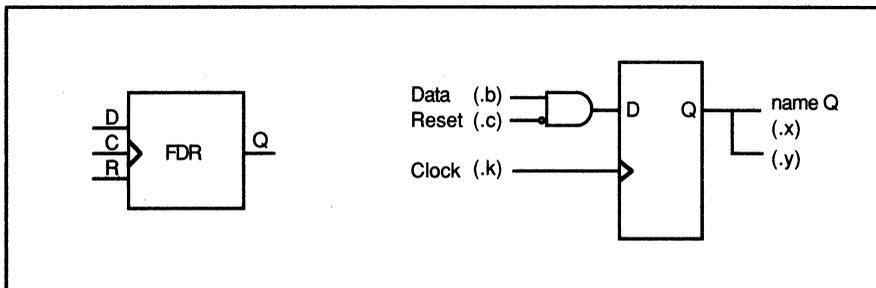 D
C
R
FDR
Q
Data (.b)
Reset (.c)
Clock (.k)
D
Q
name Q
(.x)
(.y)